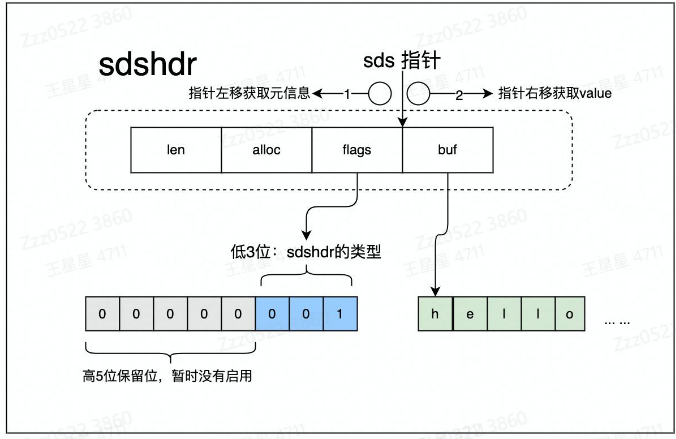 sdshdr
sds 指针
指针左移获取元信息
1
2
指针右移获取value
len
alloc
flags
buf
低3位：sdshdr的类型
0 0 0 0 0 0 0 1
h e l l o
... ...
高5位保留位，暂时没有启用
Zzz0522 3860
王星星 4711